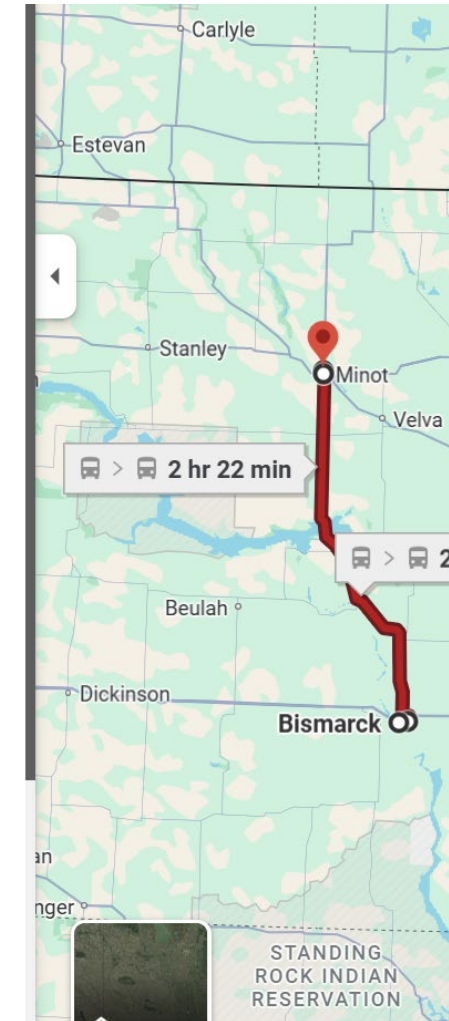 Carlyle
Estevan
Stanley
Minot
Velva
> 2 hr 22 min
> 2
Beulah
Dickinson
Bismarck
an
nger
STANDING
ROCK INDIAN
RESERVATION